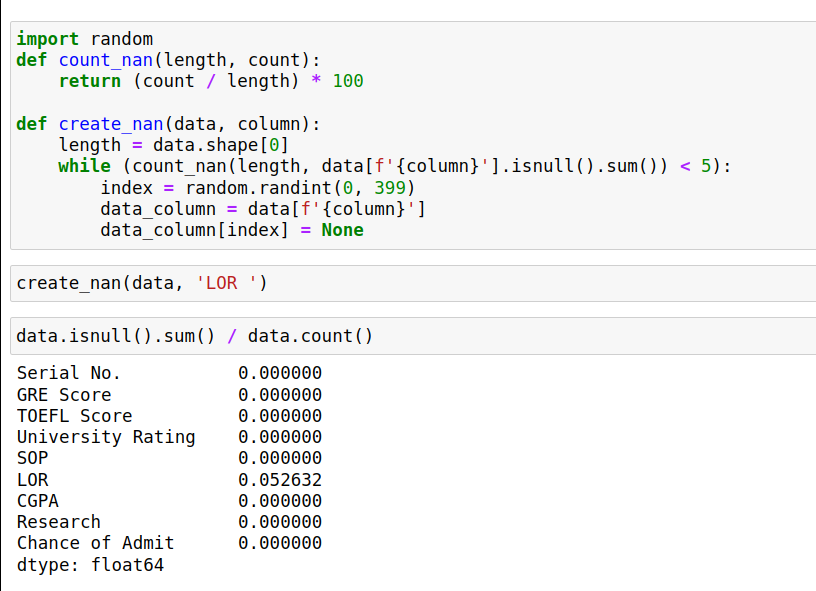 import random
def count_nan(length, count):
    return (count / length) * 100
def create_nan(data, column):
    length = data.shape[0]
    while (count_nan(length, data[f'{column}'].isnull().sum()) < 5):
        index = random.randint(0, 399)
        data_column = data[f'{column}']
        data_column[index] = None
create_nan(data, 'LOR ')
data.isnull().sum() / data.count()
Serial No.           0.000000
GRE Score            0.000000
TOEFL Score          0.000000
University Rating    0.000000
SOP                  0.000000
LOR                  0.052632
CGPA                 0.000000
Research             0.000000
Chance of Admit      0.000000
dtype: float64